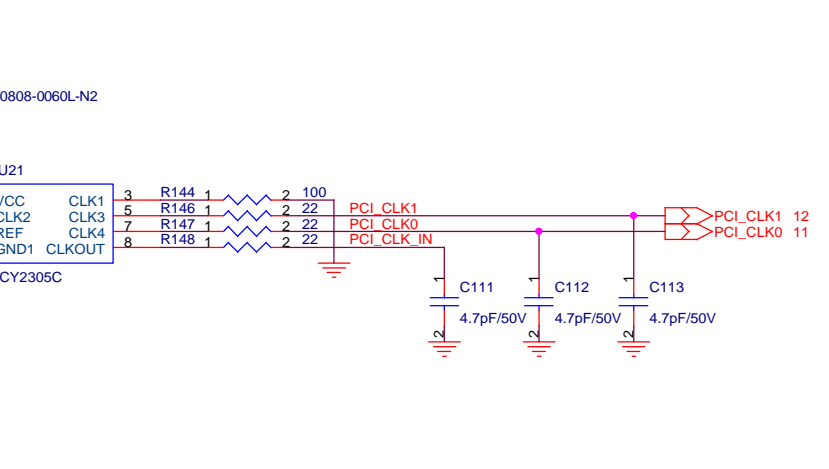 0808-0060L-N2
U21
VCC CLK1 3 R144 1 2 100
CLK2 CLK3 5 R146 1 2 22 PCI_CLK1 PCI_CLK1 12
REF CLK4 7 R147 1 2 22 PCI_CLK0 PCI_CLK0 11
GND1 CLKOUT 8 R148 1 2 22 PCI_CLK_IN
CY2305C
1 1 1
C111 C112 C113
4.7pF/50V 4.7pF/50V 4.7pF/50V
2 2 2